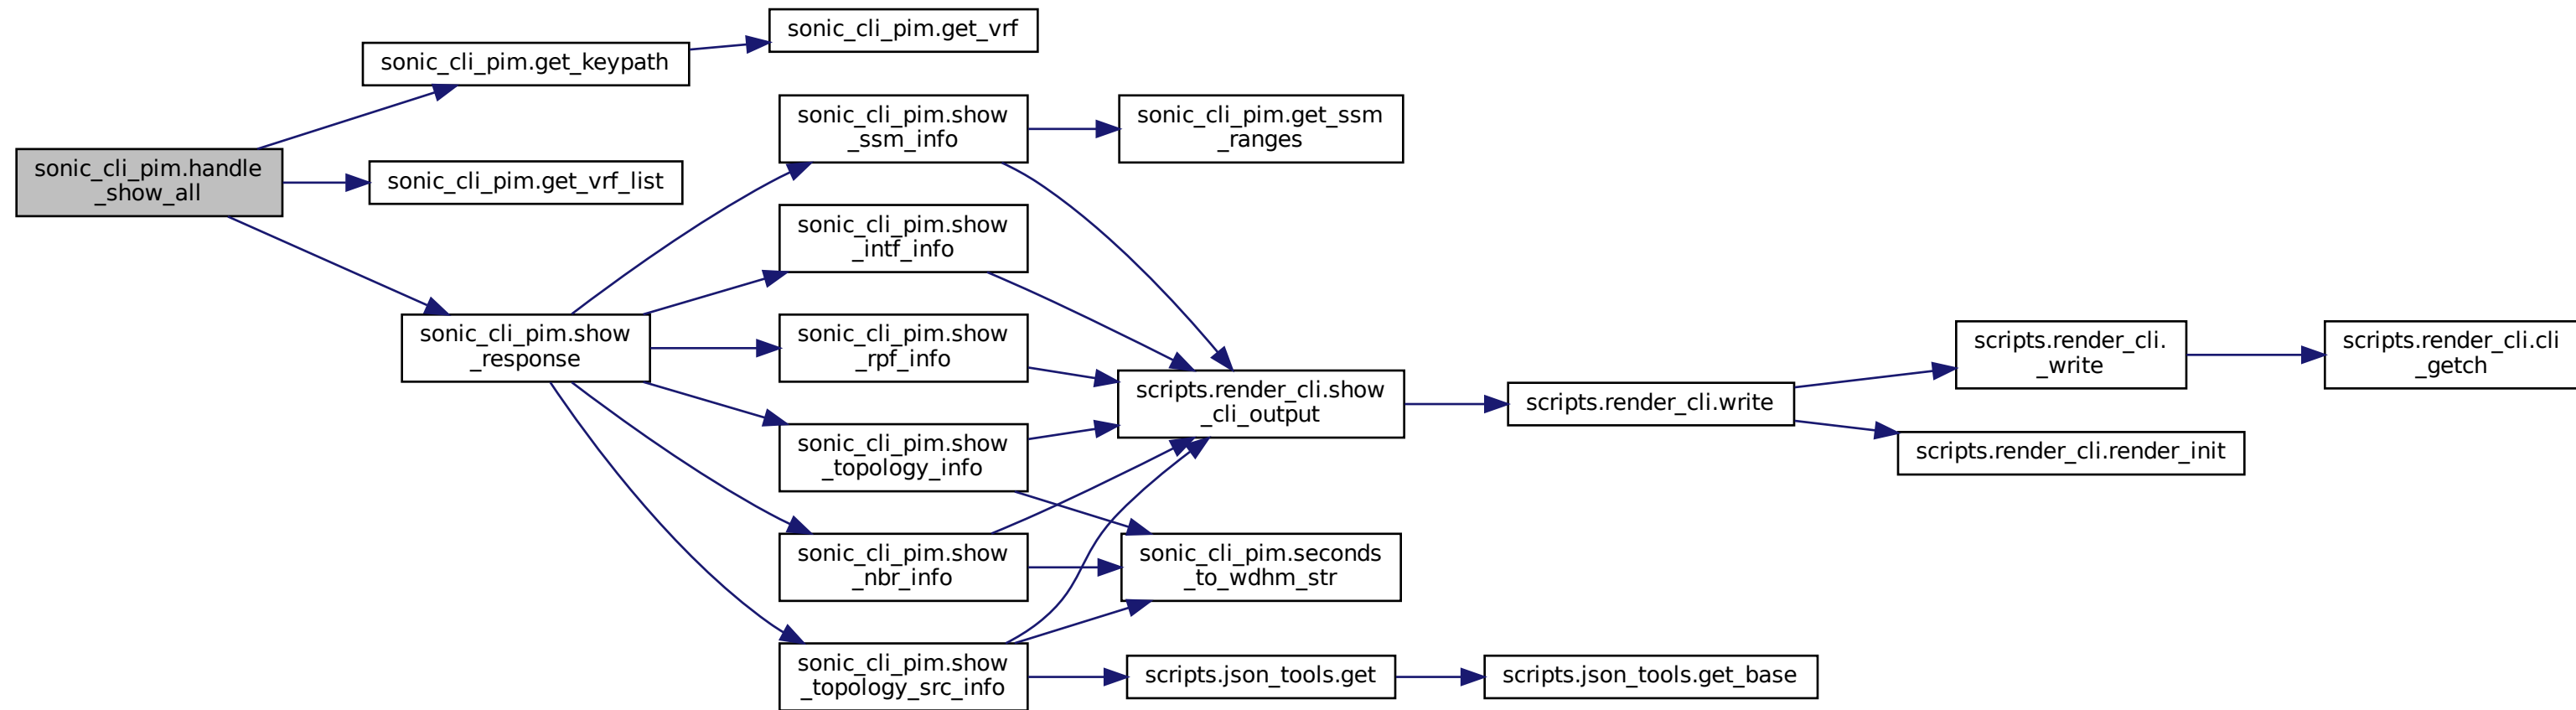 sonic_cli_pim.handle
_show_all
sonic_cli_pim.get_keypath
sonic_cli_pim.get_vrf
sonic_cli_pim.get_vrf_list
sonic_cli_pim.show
_response
sonic_cli_pim.show
_ssm_info
sonic_cli_pim.get_ssm
_ranges
sonic_cli_pim.show
_intf_info
sonic_cli_pim.show
_rpf_info
sonic_cli_pim.show
_topology_info
sonic_cli_pim.show
_nbr_info
sonic_cli_pim.show
_topology_src_info
scripts.render_cli.show
_cli_output
sonic_cli_pim.seconds
_to_wdhm_str
scripts.json_tools.get
scripts.json_tools.get_base
scripts.render_cli.write
scripts.render_cli.
_write
scripts.render_cli.render_init
scripts.render_cli.cli
_getch